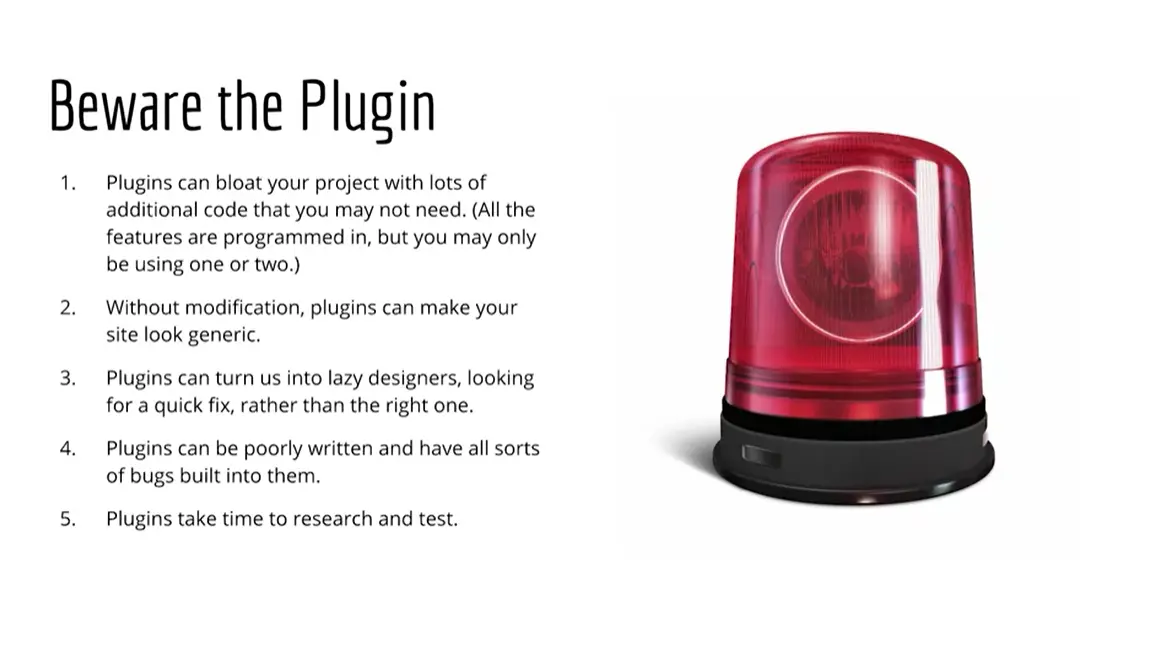 Beware the Plugin
1. Plugins can bloat your project with lots of
additional code that you may not need. (All the
features are programmed in, but you may only
be using one or two.)
2. Without modification, plugins can make your
site look generic.
3. Plugins can turn us into lazy designers, looking
for a quick fix, rather than the right one.
4. Plugins can be poorly written and have all sorts
of bugs built into them.
5. Plugins take time to research and test.